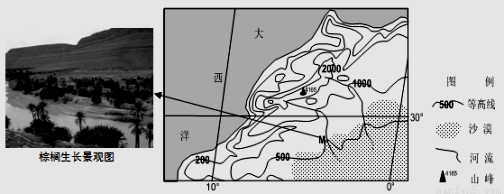 大
西
洋
2000
1000
4165
30°
M
200
500
10°
0°
棕榈生长景观图
图 例
500 等高线
沙漠
河流
4165 山峰